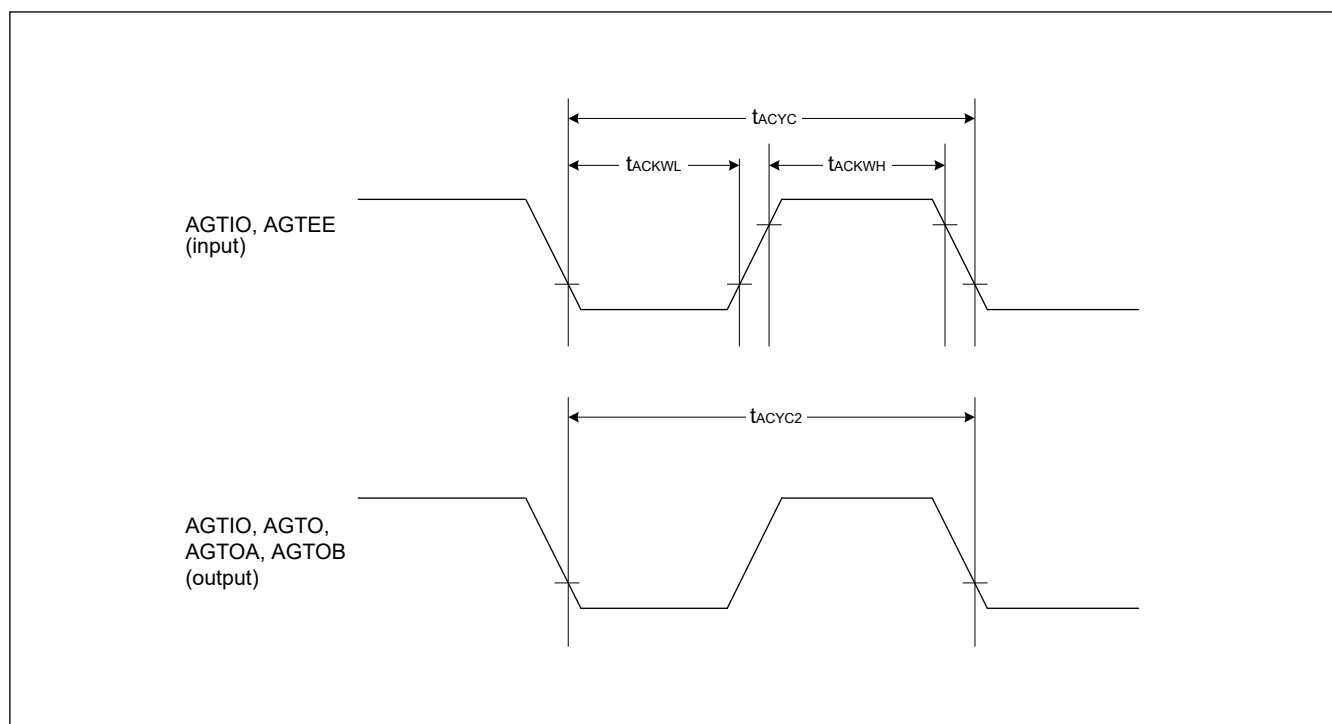 tACYC
tACKWL
tACKWH
AGTIO, AGTEE
(input)
tACYC2
AGTIO, AGTO,
AGTOA, AGTOB
(output)